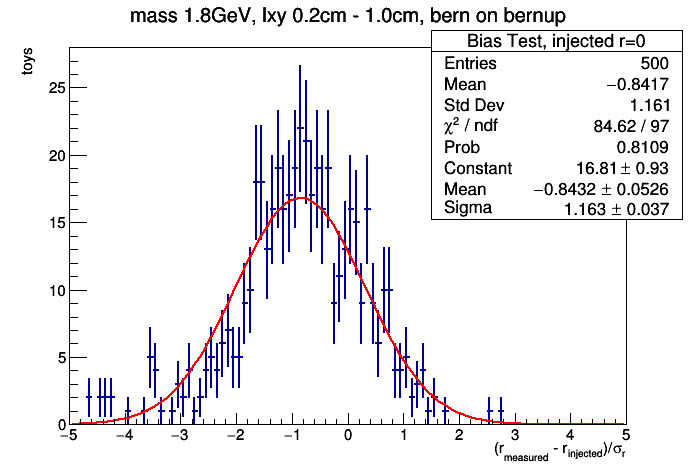 mass 1.8GeV, lxy 0.2cm - 1.0cm, bern on bernup
Bias Test, injected r=0
Entries 500
Mean −0.8417
Std Dev 1.161
χ² / ndf 84.62 / 97
Prob 0.8109
Constant 16.81 ± 0.93
Mean −0.8432 ± 0.0526
Sigma 1.163 ± 0.037
toys
25
20
15
10
5
0
−5 −4 −3 −2 −1 0 1 2 3 4 5
(r_measured - r_injected)/σ_r